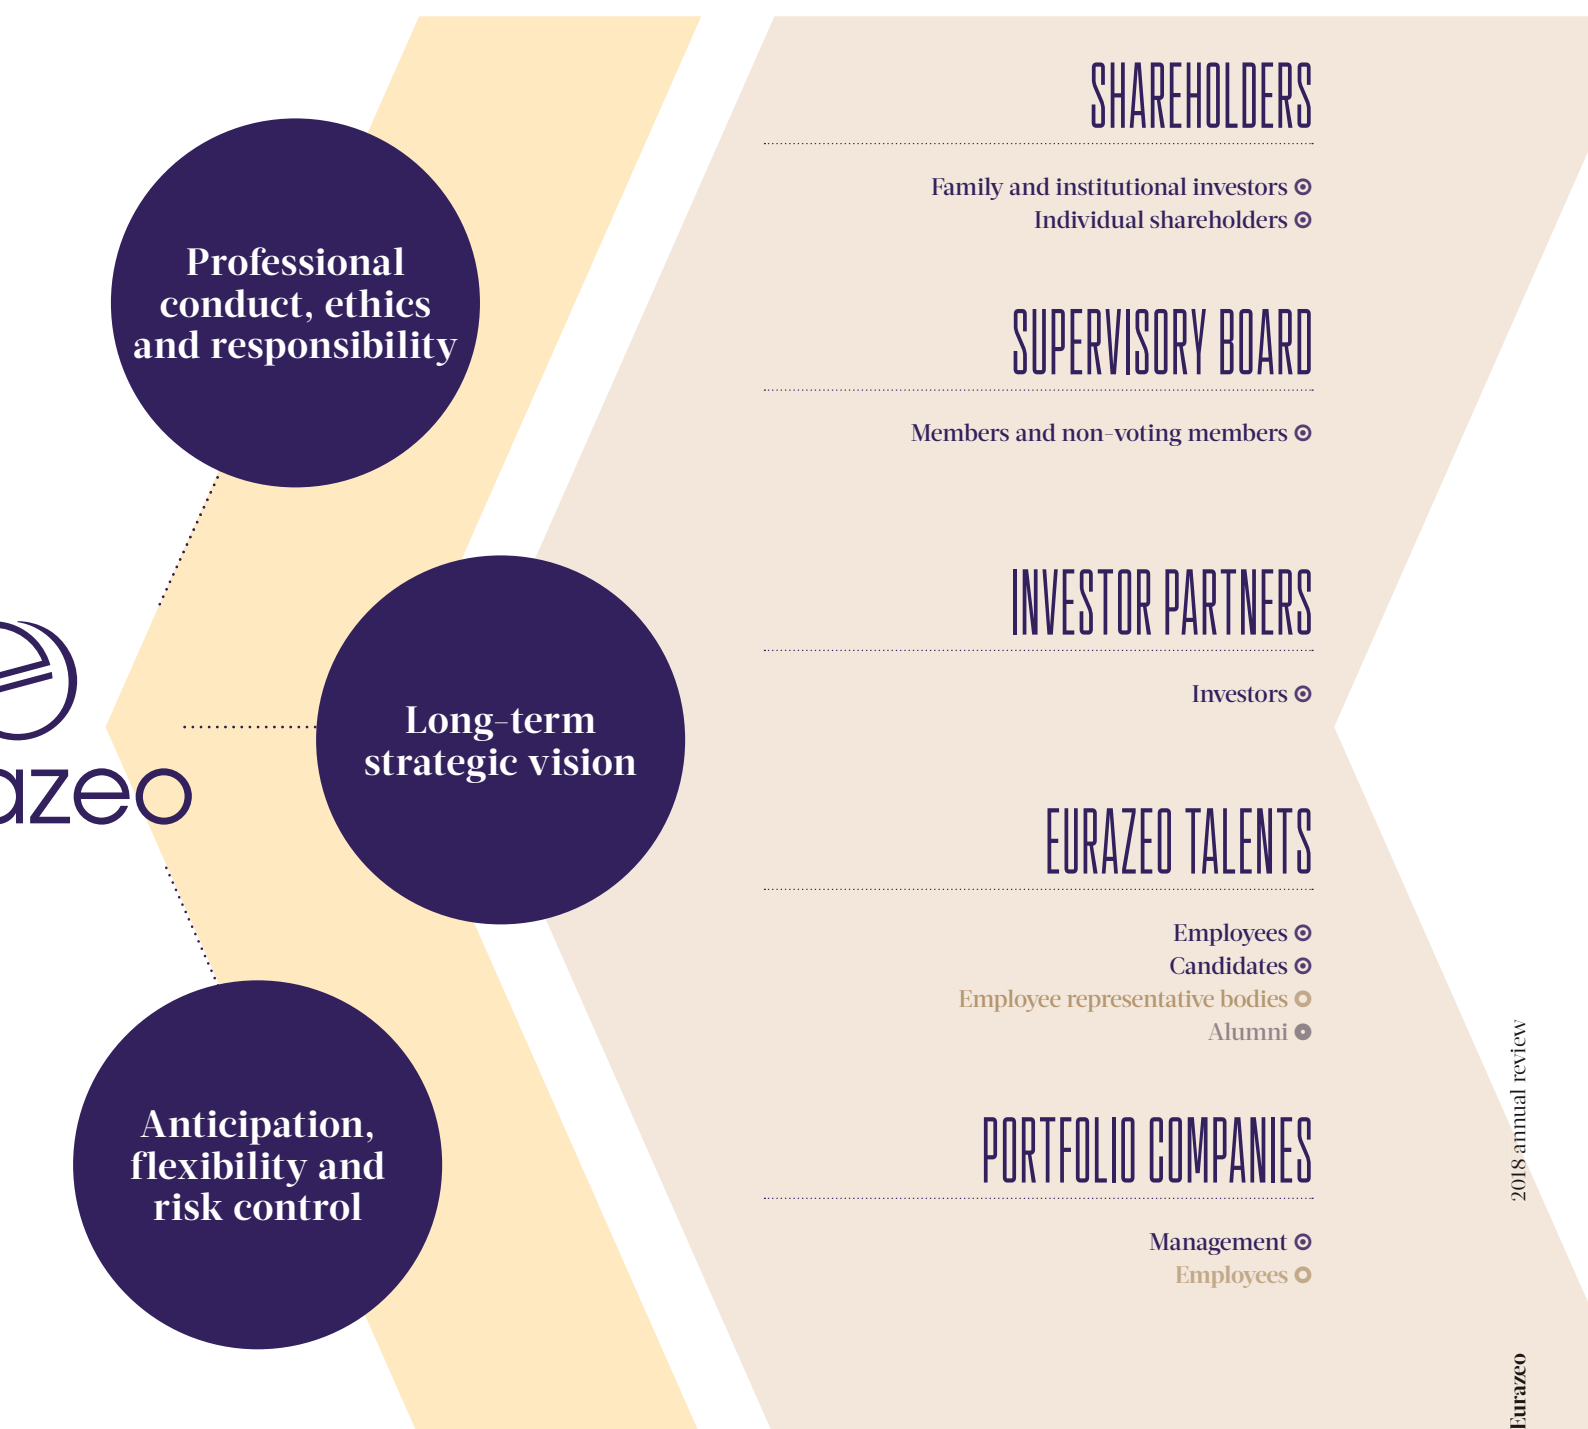 Professional
conduct, ethics
and responsibility
azeo
Long-term
strategic vision
Anticipation,
flexibility and
risk control
SHAREHOLDERS
Family and institutional investors
Individual shareholders
SUPERVISORY BOARD
Members and non-voting members
INVESTOR PARTNERS
Investors
EURAZEO TALENTS
Employees
Candidates
Employee representative bodies
Alumni
PORTFOLIO COMPANIES
Management
Employees
2018 annual review
Eurazeo